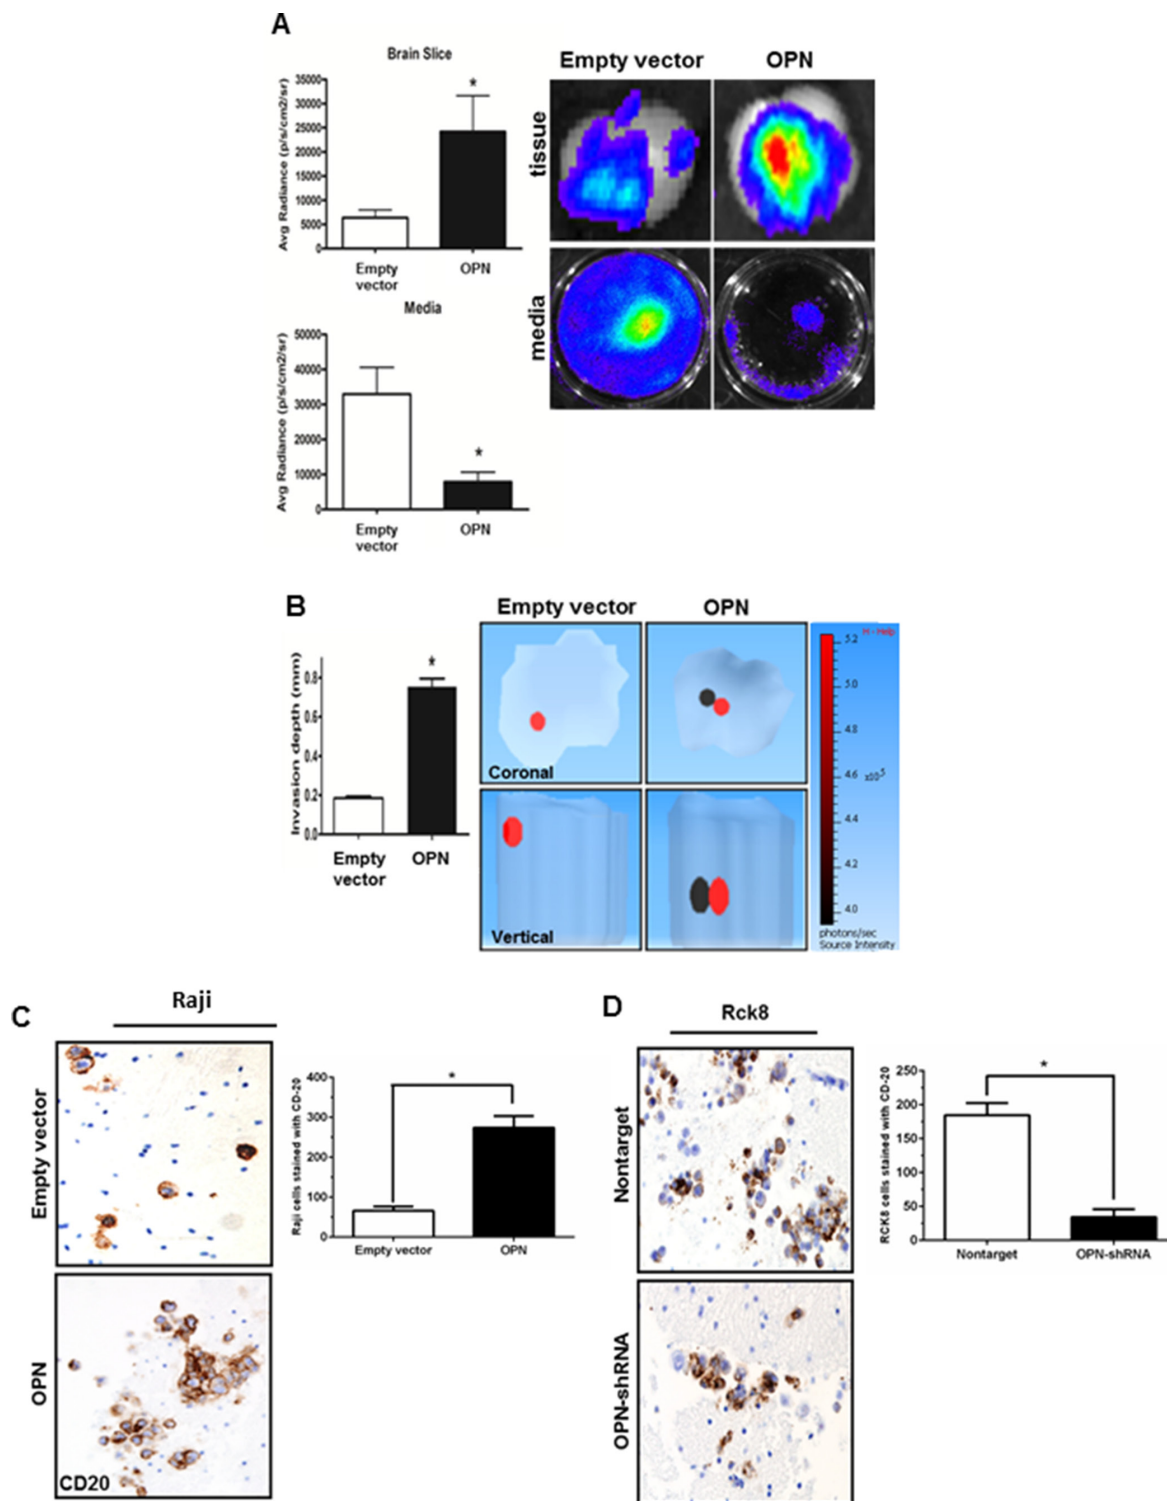 A
Brain Slice
Avg Radiance (p/s/cm2/sr)
35000
30000
25000
20000
15000
10000
5000
0
*
Empty
vector
OPN
Empty vector
OPN
tissue
media
Media
Avg Radiance (p/s/cm2/sr)
50000
40000
30000
20000
10000
0
*
Empty
vector
OPN
B
Invasion depth (mm)
0.8
0.6
0.4
0.2
0.0
*
Empty
vector
OPN
Empty vector
OPN
Coronal
Vertical
H - Help
5.2
5.0
4.8
4.6
x10^5
4.4
4.2
4.0
photons/sec
Source Intensity
C
Raji
Empty vector
OPN
CD20
Raji cells stained with CD-20
400
300
200
100
0
*
Empty vector
OPN
D
Rck8
Nontarget
OPN-shRNA
RCK8 cells stained with CD-20
250
200
150
100
50
0
*
Nontarget
OPN-shRNA